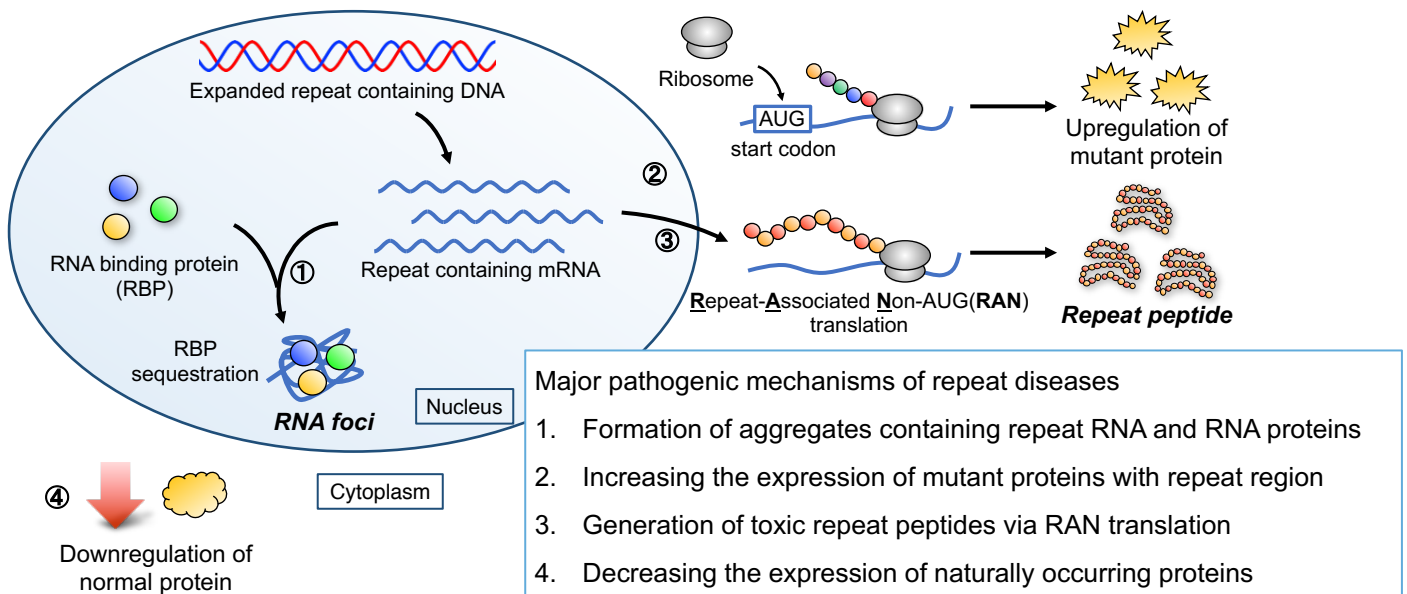 Expanded repeat containing DNA
②
RNA binding protein
(RBP)
①
Repeat containing mRNA
③
RBP
sequestration
RNA foci
Nucleus
Cytoplasm
④
Downregulation of
normal protein
Ribosome
AUG
start codon
Upregulation of
mutant protein
Repeat-Associated Non-AUG(RAN)
translation
Repeat peptide
Major pathogenic mechanisms of repeat diseases
1. Formation of aggregates containing repeat RNA and RNA proteins
2. Increasing the expression of mutant proteins with repeat region
3. Generation of toxic repeat peptides via RAN translation
4. Decreasing the expression of naturally occurring proteins